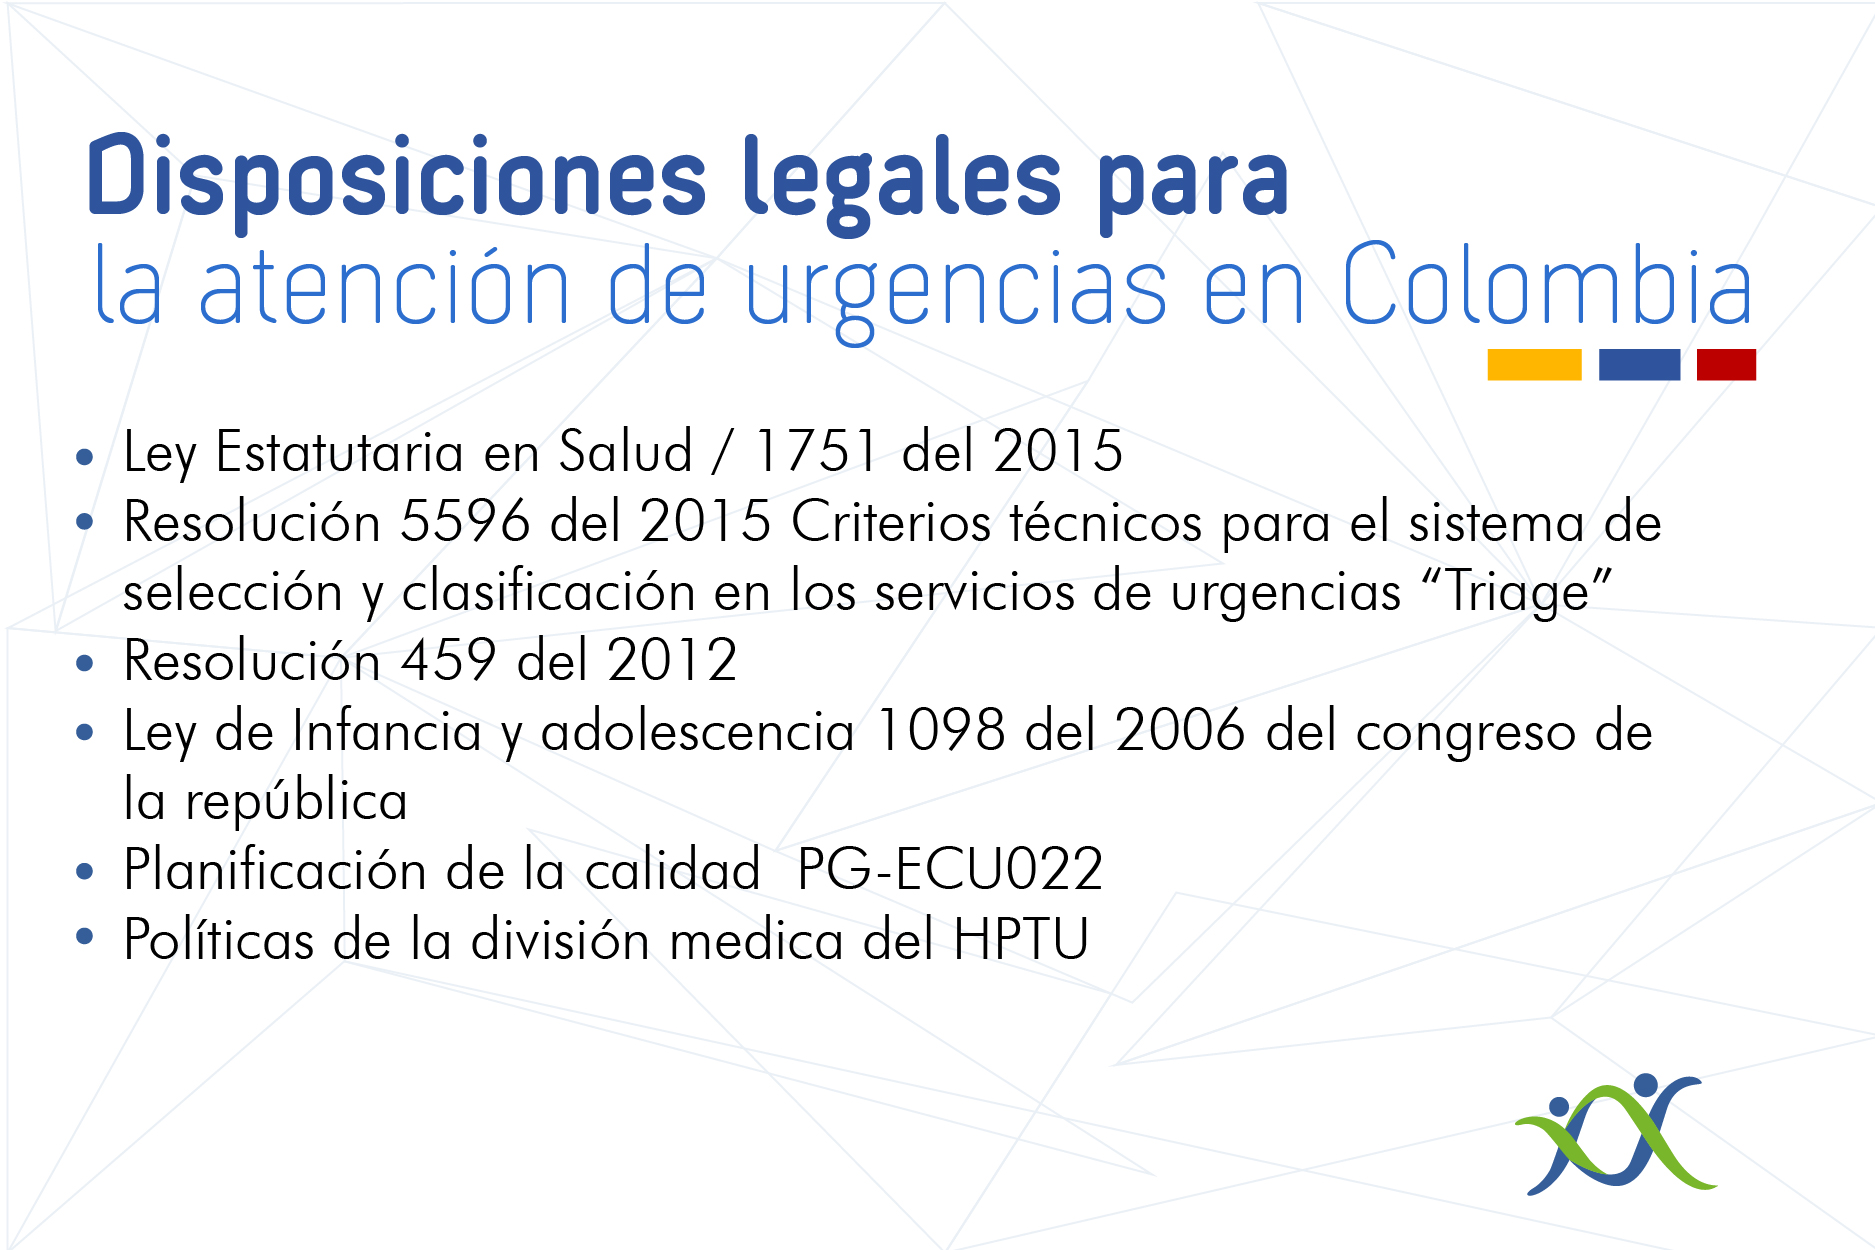 Disposiciones legales para
la atención de urgencias en Colombia
• Ley Estatutaria en Salud / 1751 del 2015
• Resolución 5596 del 2015 Criterios técnicos para el sistema de
selección y clasificación en los servicios de urgencias “Triage”
• Resolución 459 del 2012
• Ley de Infancia y adolescencia 1098 del 2006 del congreso de
la república
• Planificación de la calidad  PG-ECU022
• Políticas de la división medica del HPTU